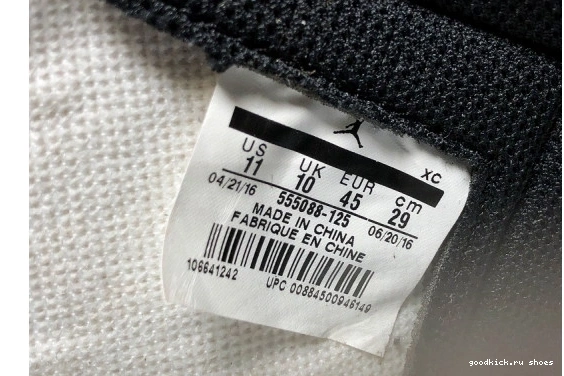 XC
US UK EUR cm
11 10 45 29
04/21/16 555088-125 06/20/16
MADE IN CHINA
FABRIQUE EN CHINE
106641242 UPC 00884500946149
goodkick.ru shoes